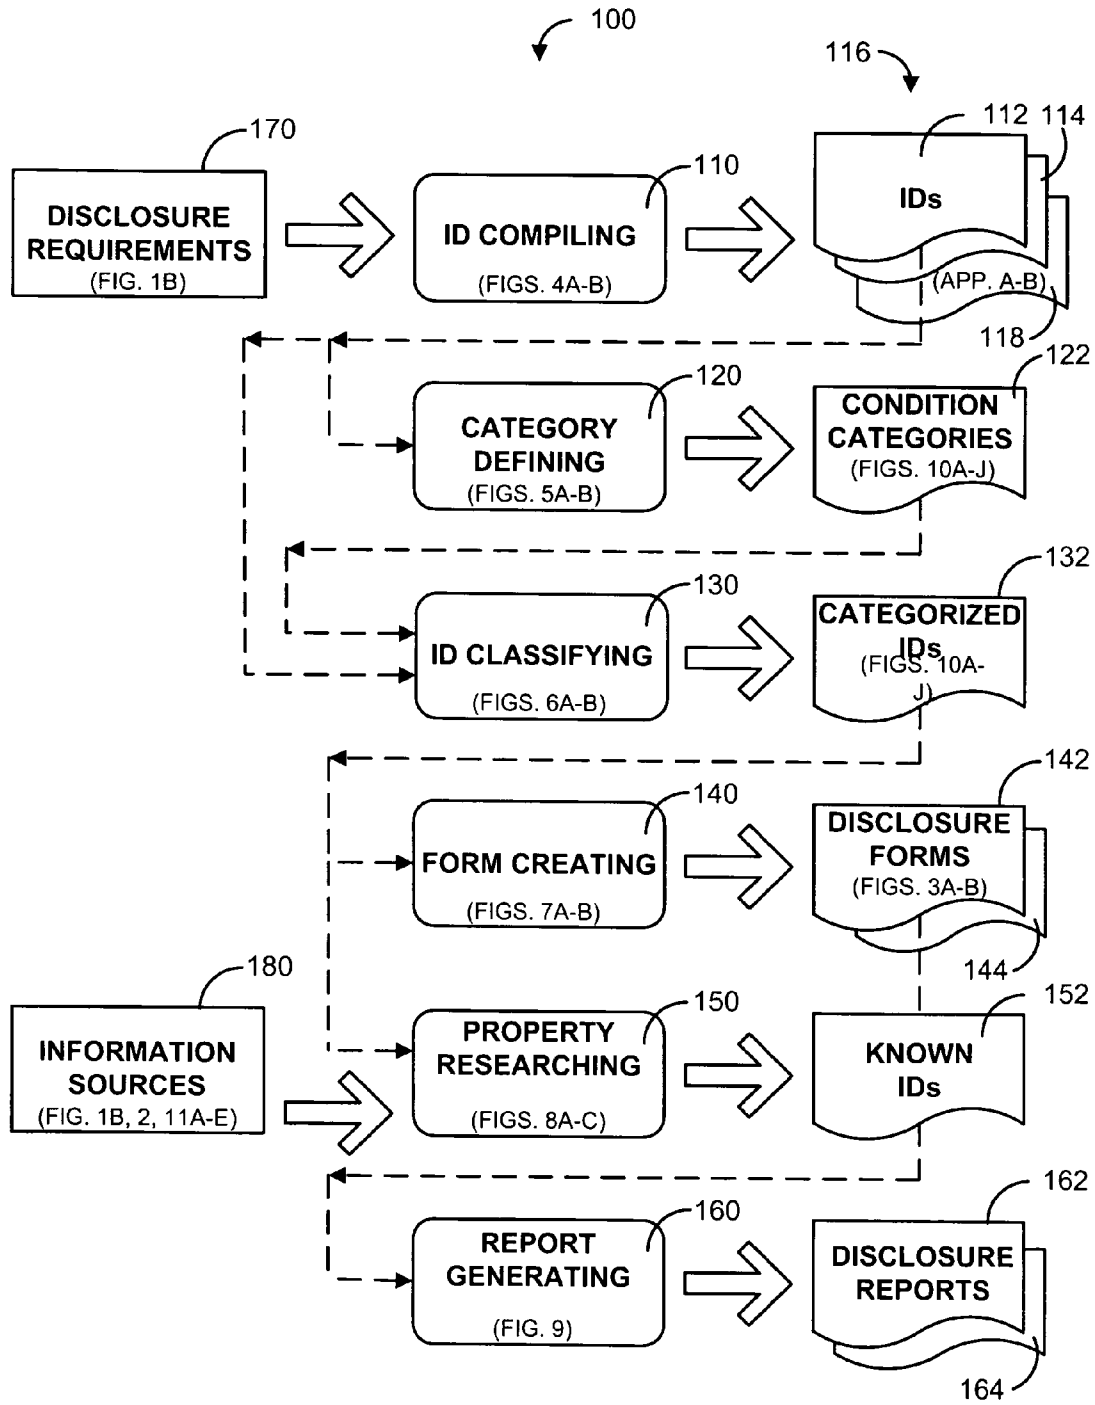 100
116
112
114
170
110
DISCLOSURE
REQUIREMENTS
(FIG. 1B)
ID COMPILING
(FIGS. 4A-B)
IDs
(APP. A-B)
118
120
122
CATEGORY
DEFINING
(FIGS. 5A-B)
CONDITION
CATEGORIES
(FIGS. 10A-J)
130
132
ID CLASSIFYING
(FIGS. 6A-B)
CATEGORIZED
IDs
(FIGS. 10A-
J)
140
142
FORM CREATING
(FIGS. 7A-B)
DISCLOSURE
FORMS
(FIGS. 3A-B)
144
180
150
152
INFORMATION
SOURCES
(FIG. 1B, 2, 11A-E)
PROPERTY
RESEARCHING
(FIGS. 8A-C)
KNOWN
IDs
160
162
REPORT
GENERATING
(FIG. 9)
DISCLOSURE
REPORTS
164